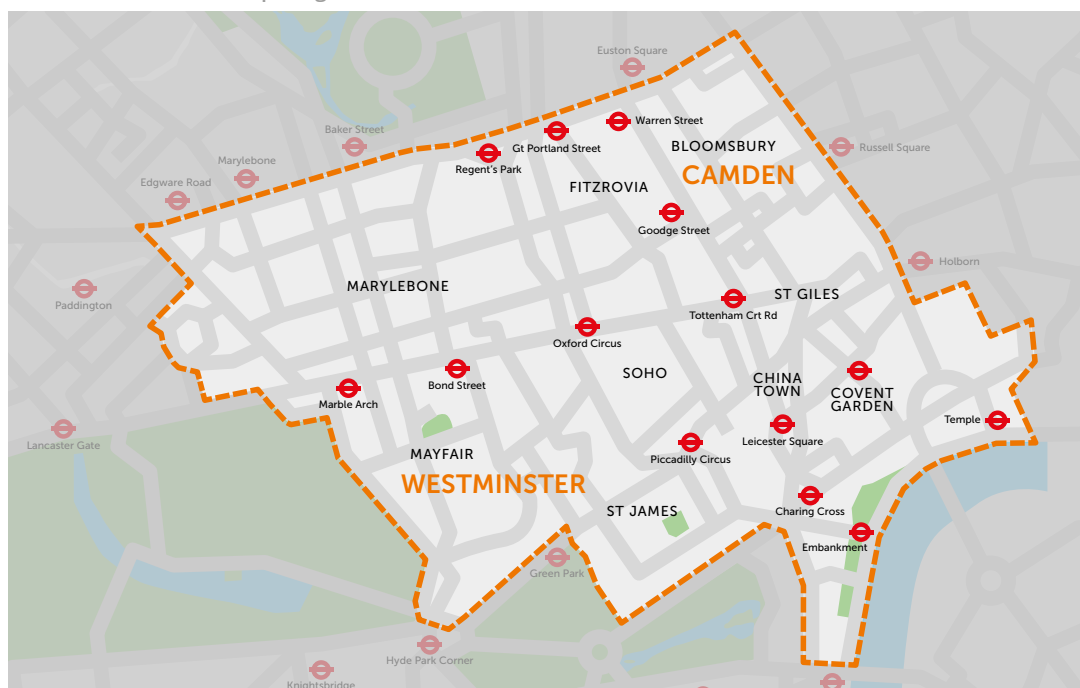 Euston Square
Warren Street
Baker Street
Gt Portland Street
BLOOMSBURY
Russell Square
Marylebone
Regent's Park
CAMDEN
Edgware Road
FITZROVIA
Goodge Street
Holborn
MARYLEBONE
ST GILES
Paddington
Tottenham Crt Rd
Oxford Circus
SOHO
CHINA
TOWN
Bond Street
COVENT
GARDEN
Marble Arch
Temple
Lancaster Gate
Leicester Square
MAYFAIR
Piccadilly Circus
WESTMINSTER
ST JAMES
Charing Cross
Embankment
Green Park
Hyde Park Corner
Knightsbridge